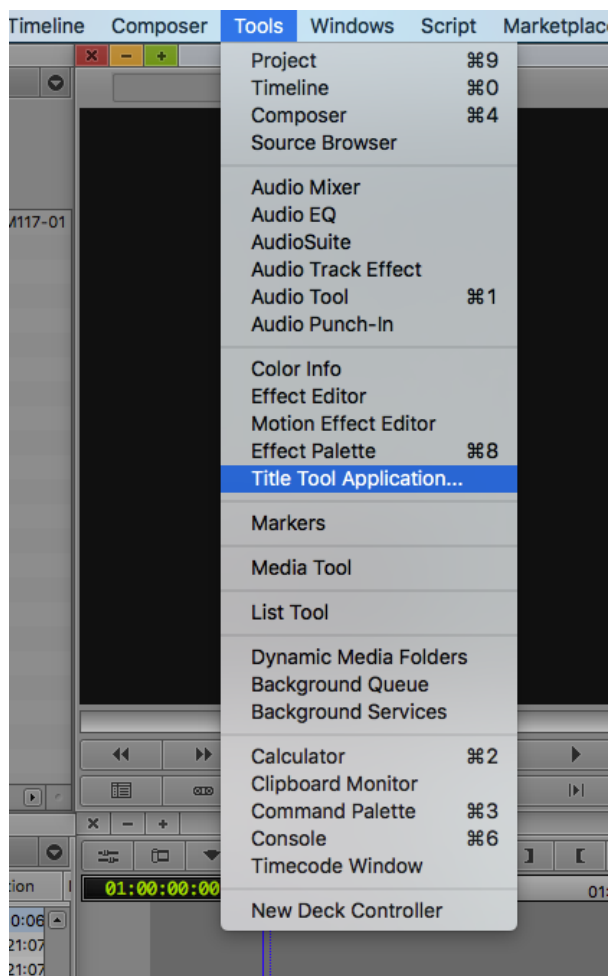 Timeline Composer Tools Windows Script Marketplac
Project ⌘9
Timeline ⌘0
Composer ⌘4
Source Browser
Audio Mixer
M117-01
Audio EQ
AudioSuite
Audio Track Effect
Audio Tool ⌘1
Audio Punch-In
Color Info
Effect Editor
Motion Effect Editor
Effect Palette ⌘8
Title Tool Application...
Markers
Media Tool
List Tool
Dynamic Media Folders
Background Queue
Background Services
Calculator ⌘2
Clipboard Monitor
Command Palette ⌘3
Console ⌘6
Timecode Window
tion
01:00:00:00
01:
New Deck Controller
0:06
21:07
21:07